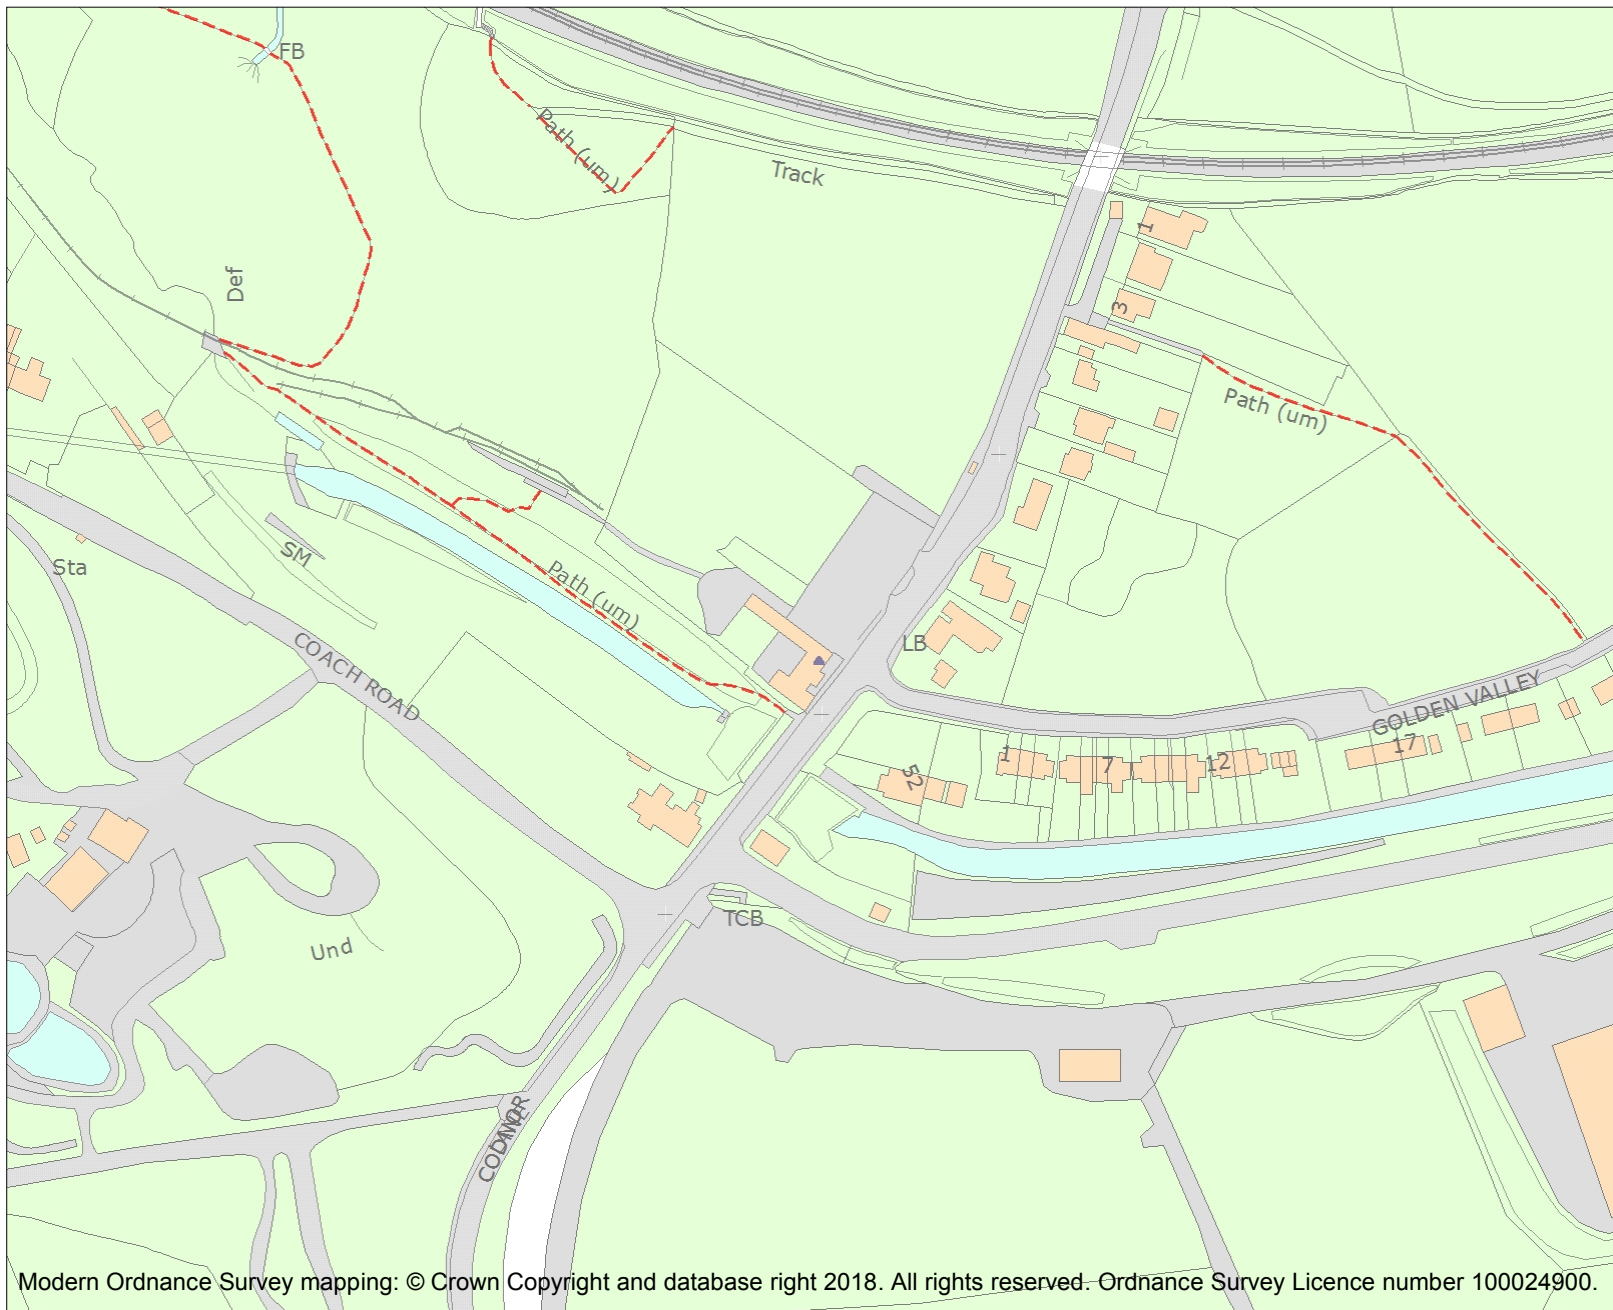 FB
Path (um)
Track
1
Def
3
Path (um)
SM
Sta
Path (um)
COACH ROAD
LB
GOLDEN VALLEY
52
1
7
12
17
TCB
Und
Modern Ordnance Survey mapping: © Crown Copyright and database right 2018. All rights reserved. Ordnance Survey Licence number 100024900.